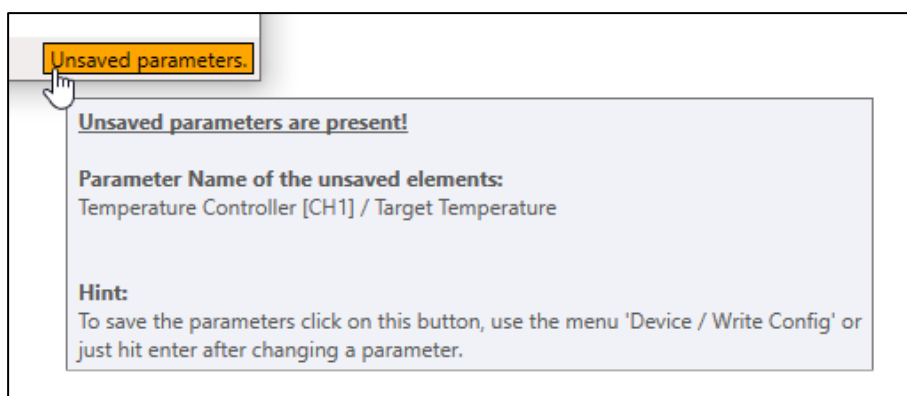 Unsaved parameters.
Unsaved parameters are present!
Parameter Name of the unsaved elements:
Temperature Controller [CH1] / Target Temperature
Hint:
To save the parameters click on this button, use the menu 'Device / Write Config' or
just hit enter after changing a parameter.